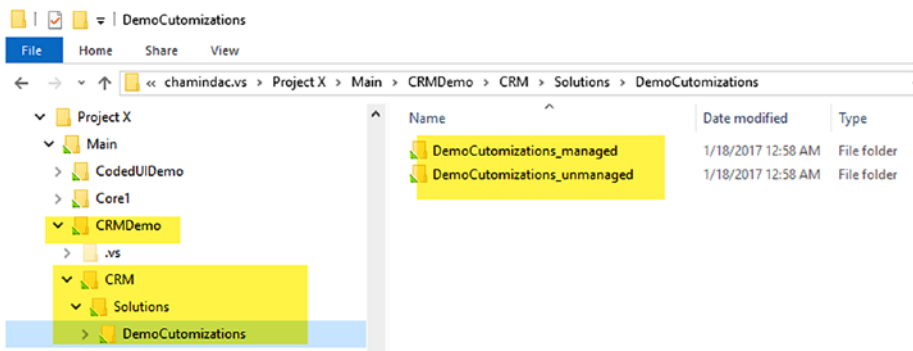 DemoCutomizations
File Home Share View
« chamindac.vs > Project X > Main > CRMDemo > CRM > Solutions > DemoCutomizations
Project X
Main
CodedUIDemo
Core1
CRMDemo
.vs
CRM
Solutions
DemoCutomizations
Name Date modified Type
DemoCutomizations_managed 1/18/2017 12:58 AM File folder
DemoCutomizations_unmanaged 1/18/2017 12:58 AM File folder